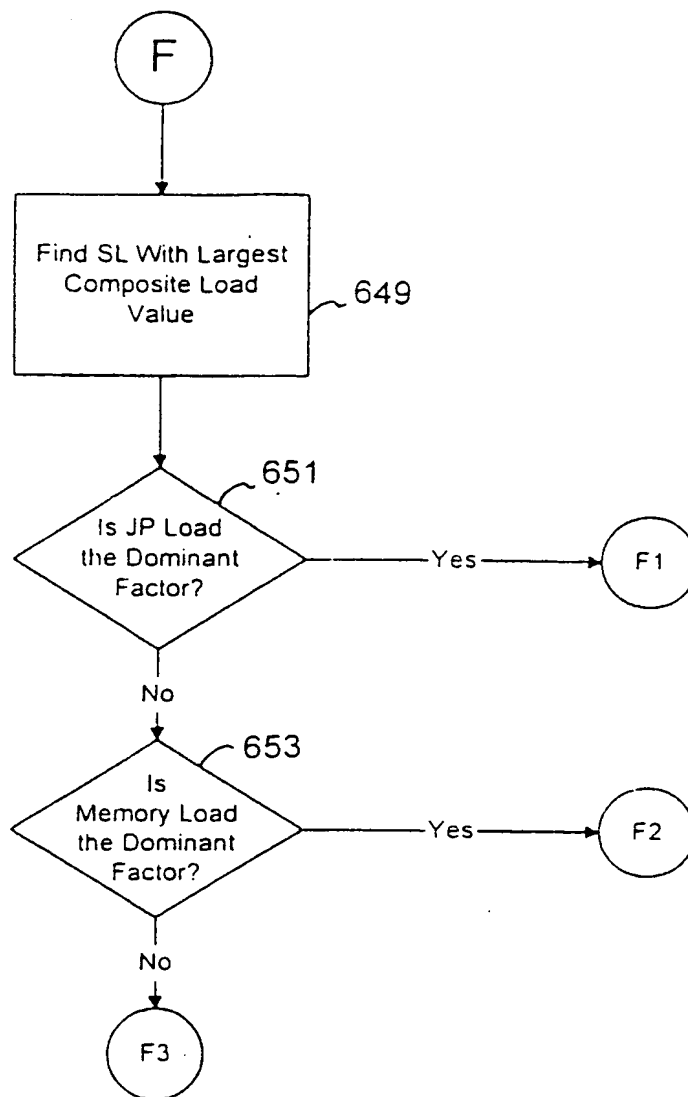 F
Find SL With Largest
Composite Load
Value
649
651
Is JP Load
the Dominant
Factor?
Yes
F1
No
653
Is
Memory Load
the Dominant
Factor?
Yes
F2
No
F3